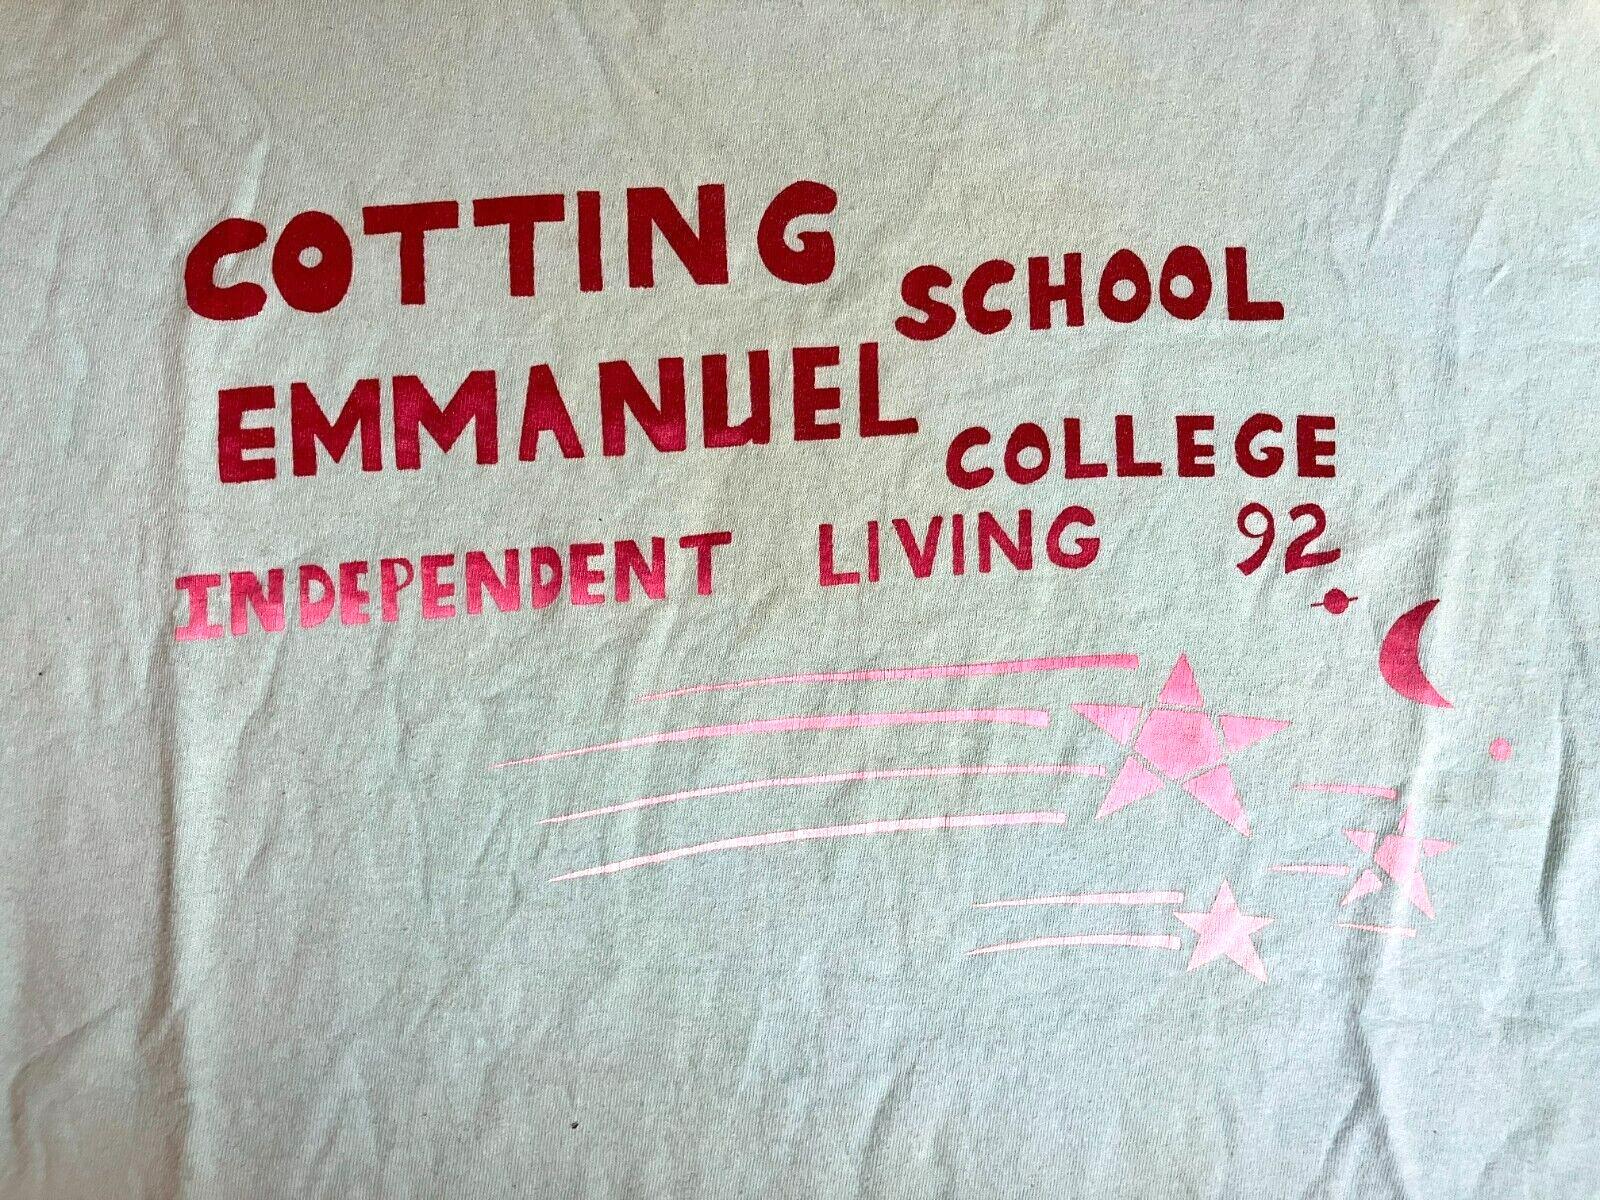 COTTING SCHOOL
EMMANUEL COLLEGE
INDEPENDENT LIVING 92